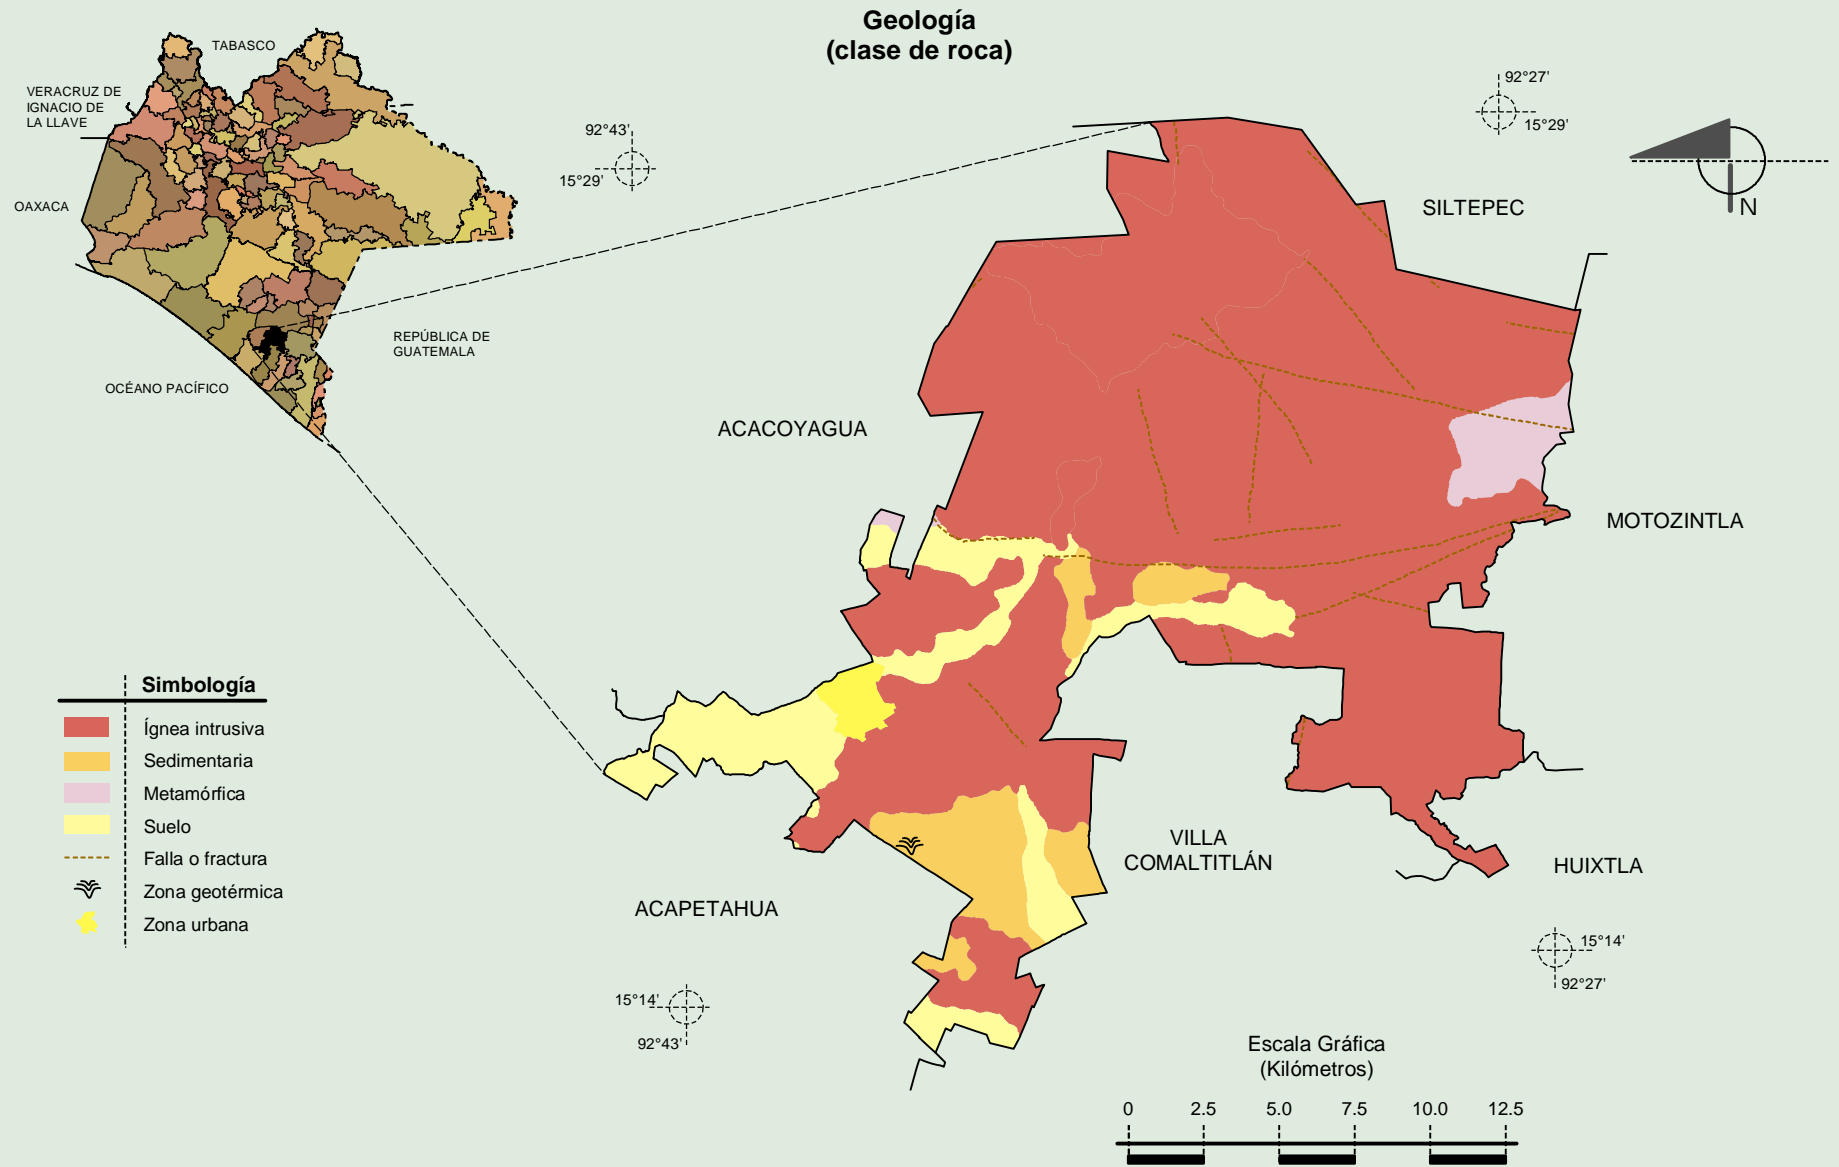 Geología
(clase de roca)
TABASCO
VERACRUZ DE
IGNACIO DE
LA LLAVE
OAXACA
REPÚBLICA DE
GUATEMALA
OCÉANO PACÍFICO
92°43'
15°29'
92°27'
15°29'
N
SILTEPEC
ACACOYAGUA
MOTOZINTLA
VILLA
COMALTITLÁN
HUIXTLA
ACAPETAHUA
15°14'
92°43'
15°14'
92°27'
Simbología
Ígnea intrusiva
Sedimentaria
Metamórfica
Suelo
Falla o fractura
Zona geotérmica
Zona urbana
Escala Gráfica
(Kilómetros)
0 2.5 5.0 7.5 10.0 12.5